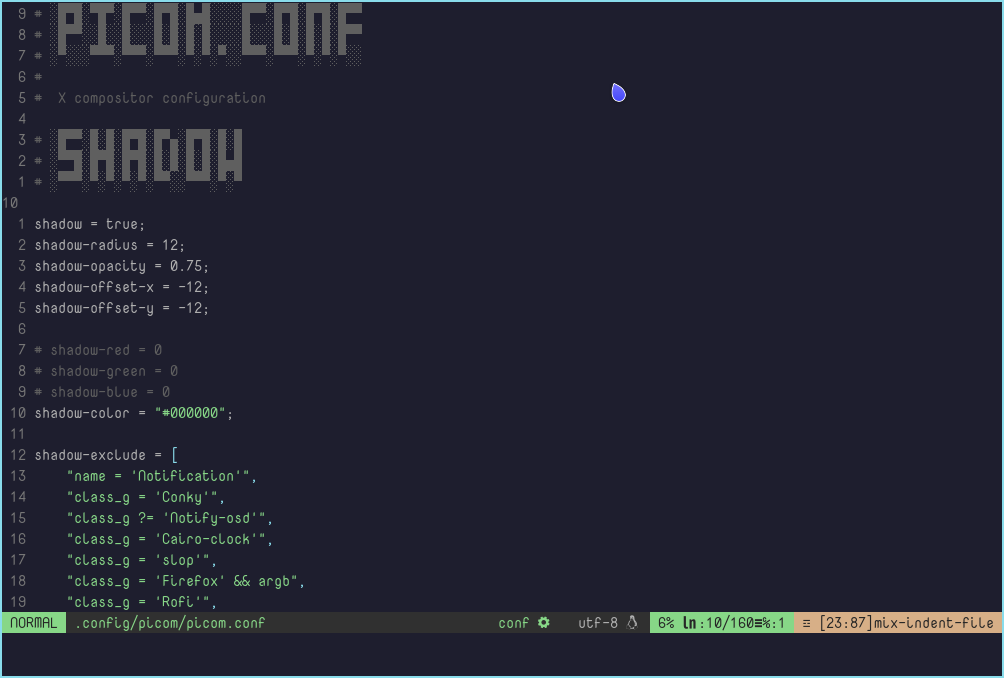 9 # PICOM.CONF
8 #
7 #
6 #
5 #  X compositor configuration
4
3 # SHADOW
2 #
1 #
10
1 shadow = true;
2 shadow-radius = 12;
3 shadow-opacity = 0.75;
4 shadow-offset-x = -12;
5 shadow-offset-y = -12;
6
7 # shadow-red = 0
8 # shadow-green = 0
9 # shadow-blue = 0
10 shadow-color = "#000000";
11
12 shadow-exclude = [
13     "name = 'Notification'",
14     "class_g = 'Conky'",
15     "class_g ?= 'Notify-osd'",
16     "class_g = 'Cairo-clock'",
17     "class_g = 'slop'",
18     "class_g = 'Firefox' && argb",
19     "class_g = 'Rofi'",
NORMAL .config/picom/picom.conf conf utf-8 6% ln:10/160≡%:1 ☲ [23:87]mix-indent-file